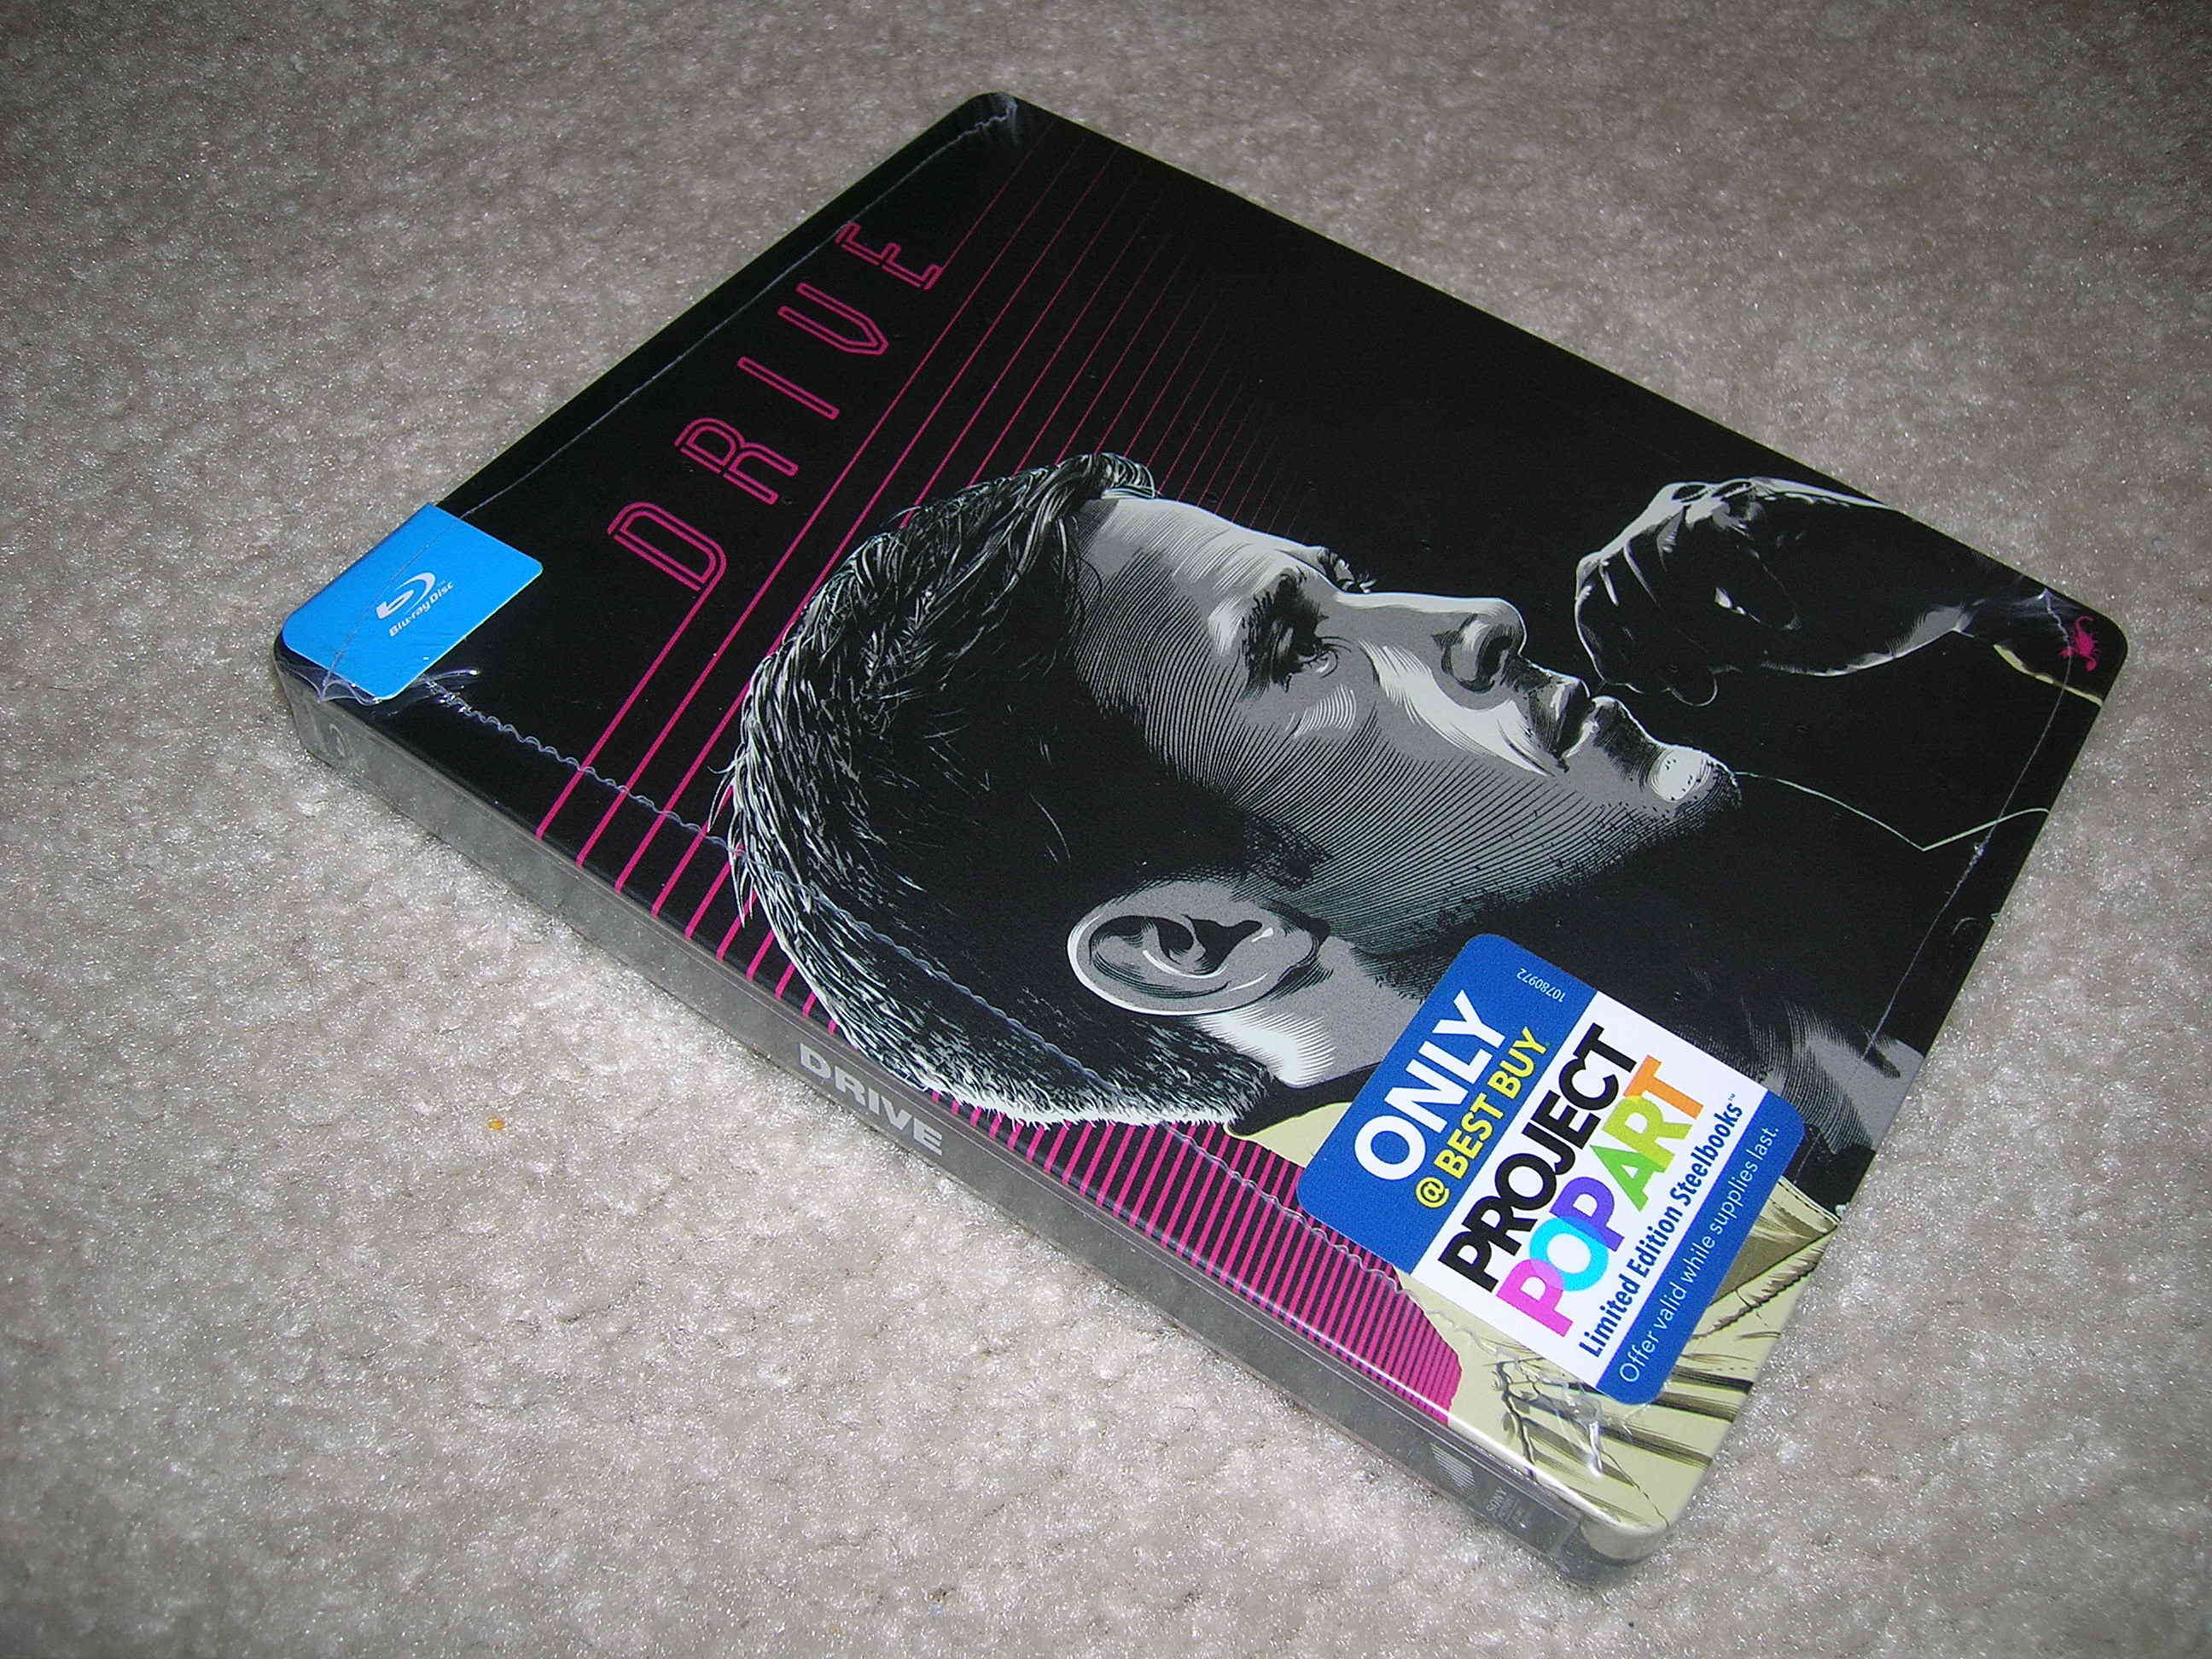 DRIVE
Blu-ray Disc
DRIVE
10780972
ONLY
@ BEST BUY
PROJECT
POP ART
Limited Edition Steelbooks™
Offer valid while supplies last.
SONY